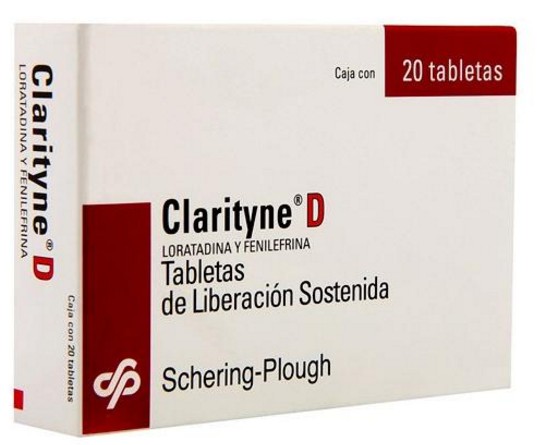 Clarityne® D
LORATADINA Y FENILEFRINA
Caja con 20 tabletas
Caja con
20 tabletas
Clarityne® D
LORATADINA Y FENILEFRINA
Tabletas
de Liberación Sostenida
Schering-Plough